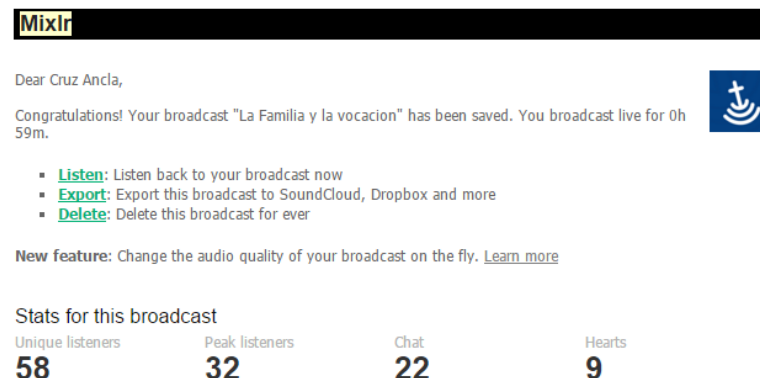 Mixlr
Dear Cruz Ancla,
Congratulations! Your broadcast "La Familia y la vocacion" has been saved. You broadcast live for 0h
59m.
Listen: Listen back to your broadcast now
Export: Export this broadcast to SoundCloud, Dropbox and more
Delete: Delete this broadcast for ever
New feature: Change the audio quality of your broadcast on the fly. Learn more
Stats for this broadcast
Unique listeners Peak listeners Chat Hearts
58 32 22 9